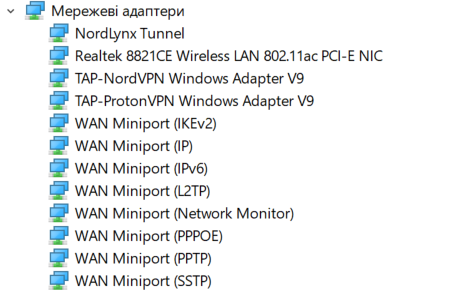 Мережеві адаптери
NordLynx Tunnel
Realtek 8821CE Wireless LAN 802.11ac PCI-E NIC
TAP-NordVPN Windows Adapter V9
TAP-ProtonVPN Windows Adapter V9
WAN Miniport (IKEv2)
WAN Miniport (IP)
WAN Miniport (IPv6)
WAN Miniport (L2TP)
WAN Miniport (Network Monitor)
WAN Miniport (PPPOE)
WAN Miniport (PPTP)
WAN Miniport (SSTP)